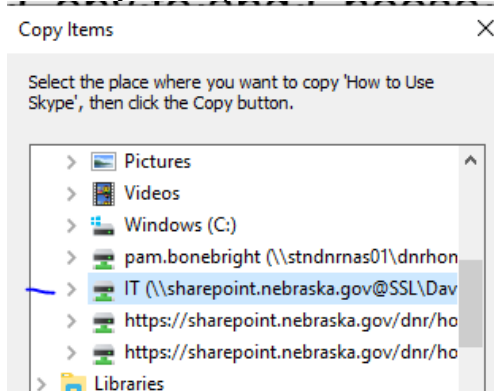 Copy Items
Select the place where you want to copy 'How to Use
Skype', then click the Copy button.
Pictures
Videos
Windows (C:)
pam.bonebright (\\stndnrnas01\dnrhon
IT (\\sharepoint.nebraska.gov@SSL\Dav
https://sharepoint.nebraska.gov/dnr/ho
https://sharepoint.nebraska.gov/dnr/ho
Libraries